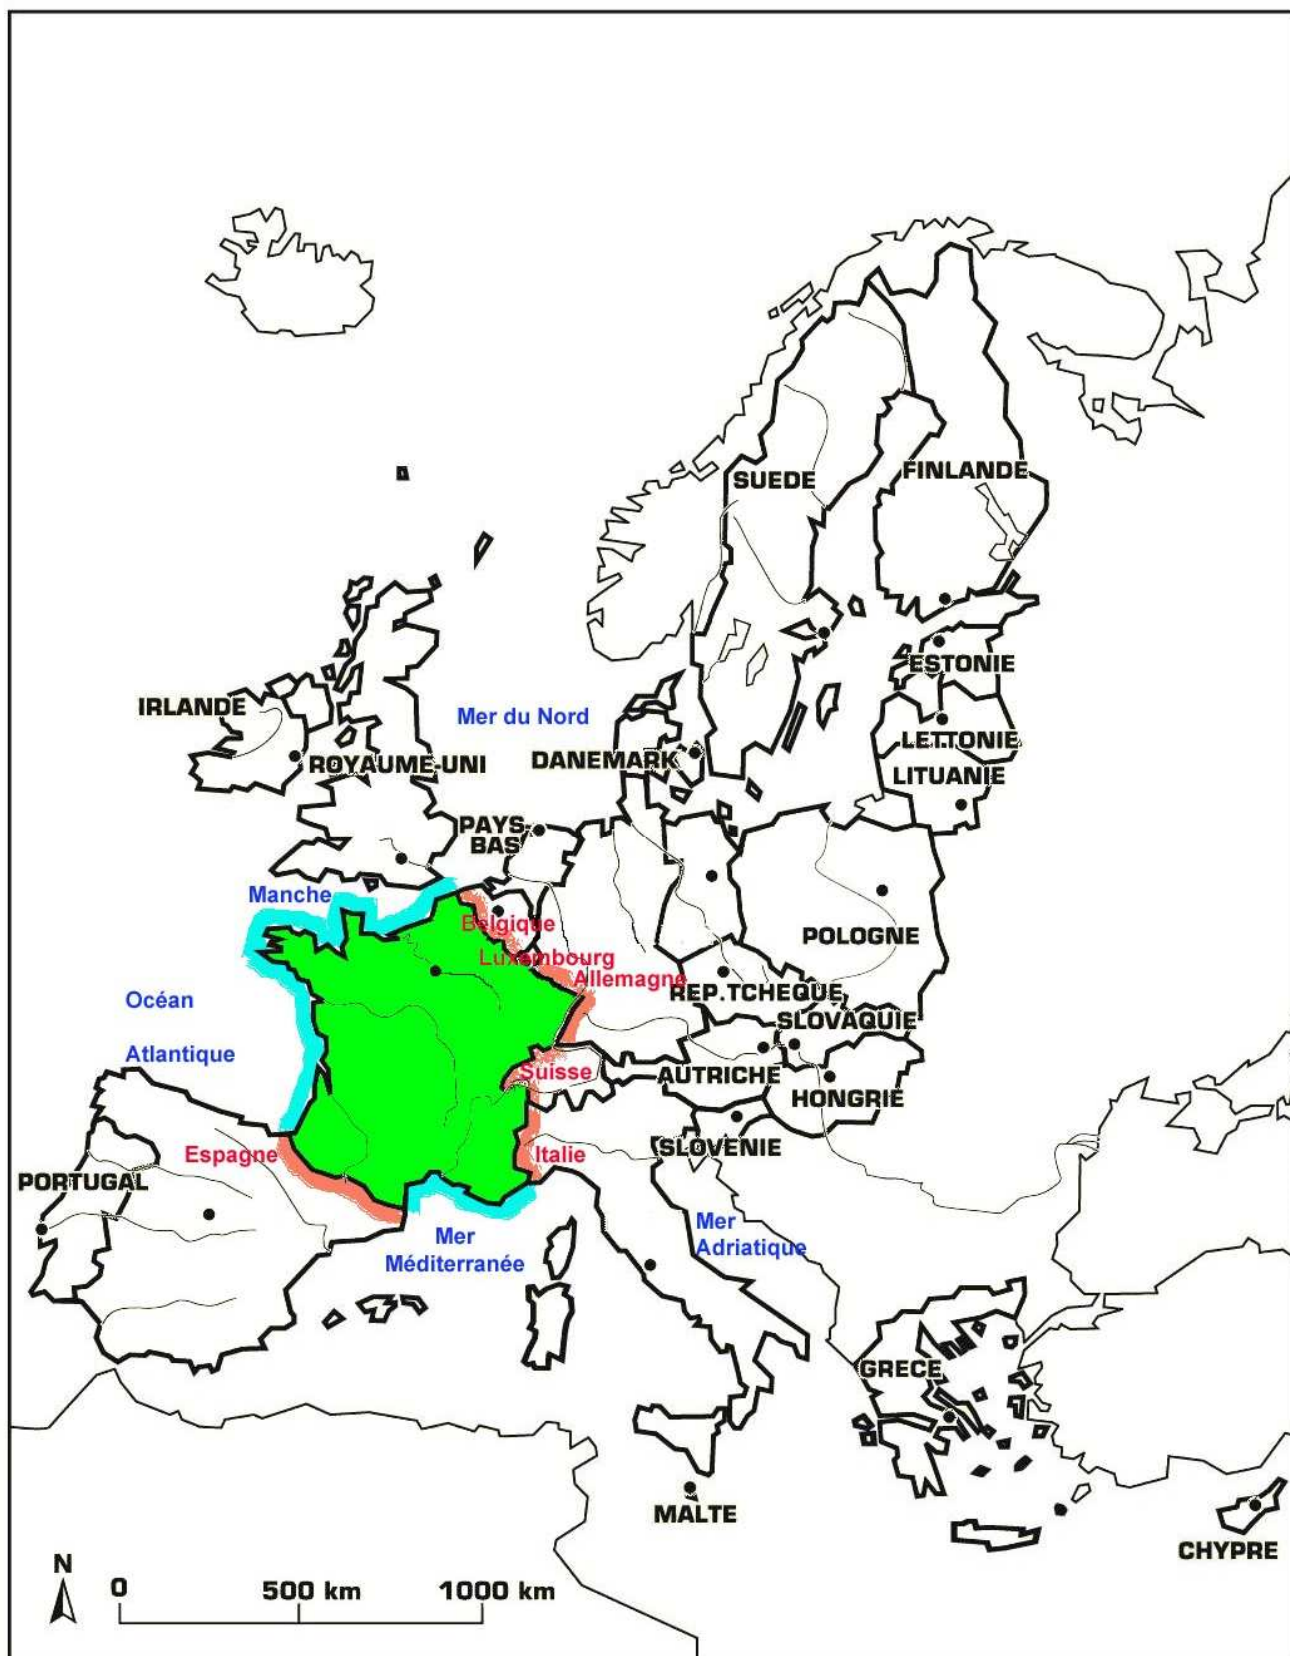 SUEDE
FINLANDE
ESTONIE
IRLANDE
Mer du Nord
LETTONIE
ROYAUME-UNI
DANEMARK
LITUANIE
PAYS-
BAS
Manche
Belgique
POLOGNE
Luxembourg
Allemagne
REP.TCHEQUE
Océan
SLOVAQUIE
Atlantique
Suisse
AUTRICHE
HONGRIE
Espagne
Italie
SLOVENIE
PORTUGAL
Mer
Adriatique
Mer
Méditerranée
GRECE
MALTE
CHYPRE
N
0 500 km 1000 km